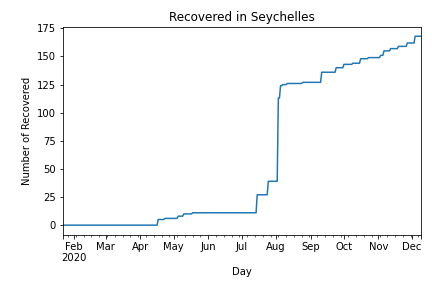 Recovered in Seychelles
175
150
125
100
75
50
25
0
Number of Recovered
Feb Mar Apr May Jun Jul Aug Sep Oct Nov Dec
2020
Day